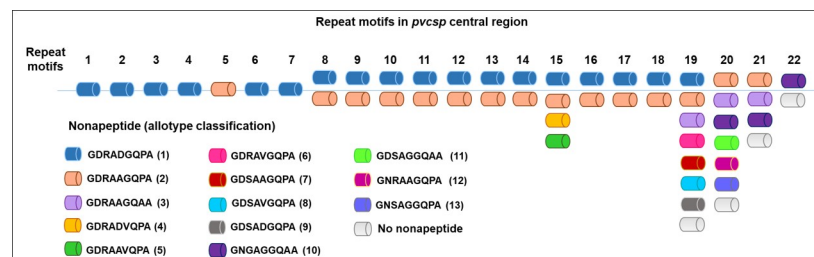 Repeat motifs in pvcsp central region
Repeat motifs
1 2 3 4 5 6 7 8 9 10 11 12 13 14 15 16 17 18 19 20 21 22
Nonapeptide (allotype classification)
GDRADGQPA (1)
GDRAAGQPA (2)
GDRAAGQAA (3)
GDRADVQPA (4)
GDRAAVQPA (5)
GDRAVGQPA (6)
GDSAAGQPA (7)
GDSAVGQPA (8)
GDSADGQPA (9)
GNGAGGQAA (10)
GDSAGGQAA (11)
GNRAAGQPA (12)
GNSAGGQPA (13)
No nonapeptide